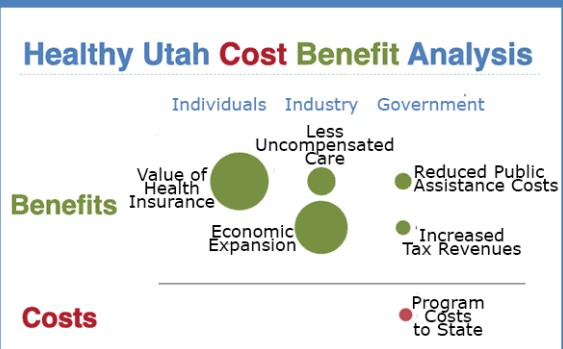 Healthy Utah Cost Benefit Analysis
Individuals Industry Government
Less
Uncompensated
Care
Value of
Health
Insurance
Reduced Public
Assistance Costs
Benefits
Economic
Expansion
Increased
Tax Revenues
Costs
Program
Costs
to State